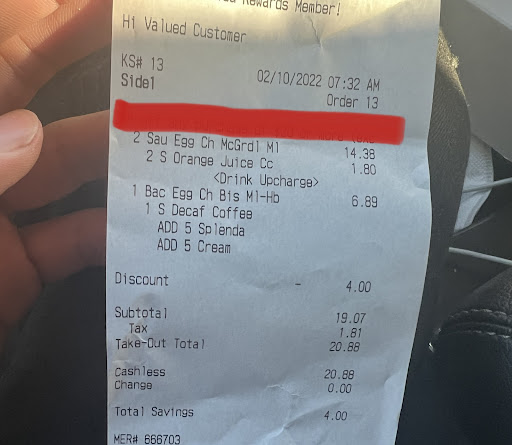 Rewards Member!
Hi Valued Customer
KS# 13 02/10/2022 07:32 AM
Side1 Order 13
2 Sau Egg Ch McGrdl Ml 14.38
2 S Orange Juice Cc 1.80
<Drink Upcharge>
1 Bac Egg Ch Bis Ml-Hb 6.89
1 S Decaf Coffee
ADD 5 Splenda
ADD 5 Cream
Discount - 4.00
Subtotal 19.07
Tax 1.81
Take-Out Total 20.88
Cashless 20.88
Change 0.00
Total Savings 4.00
MER# 666703